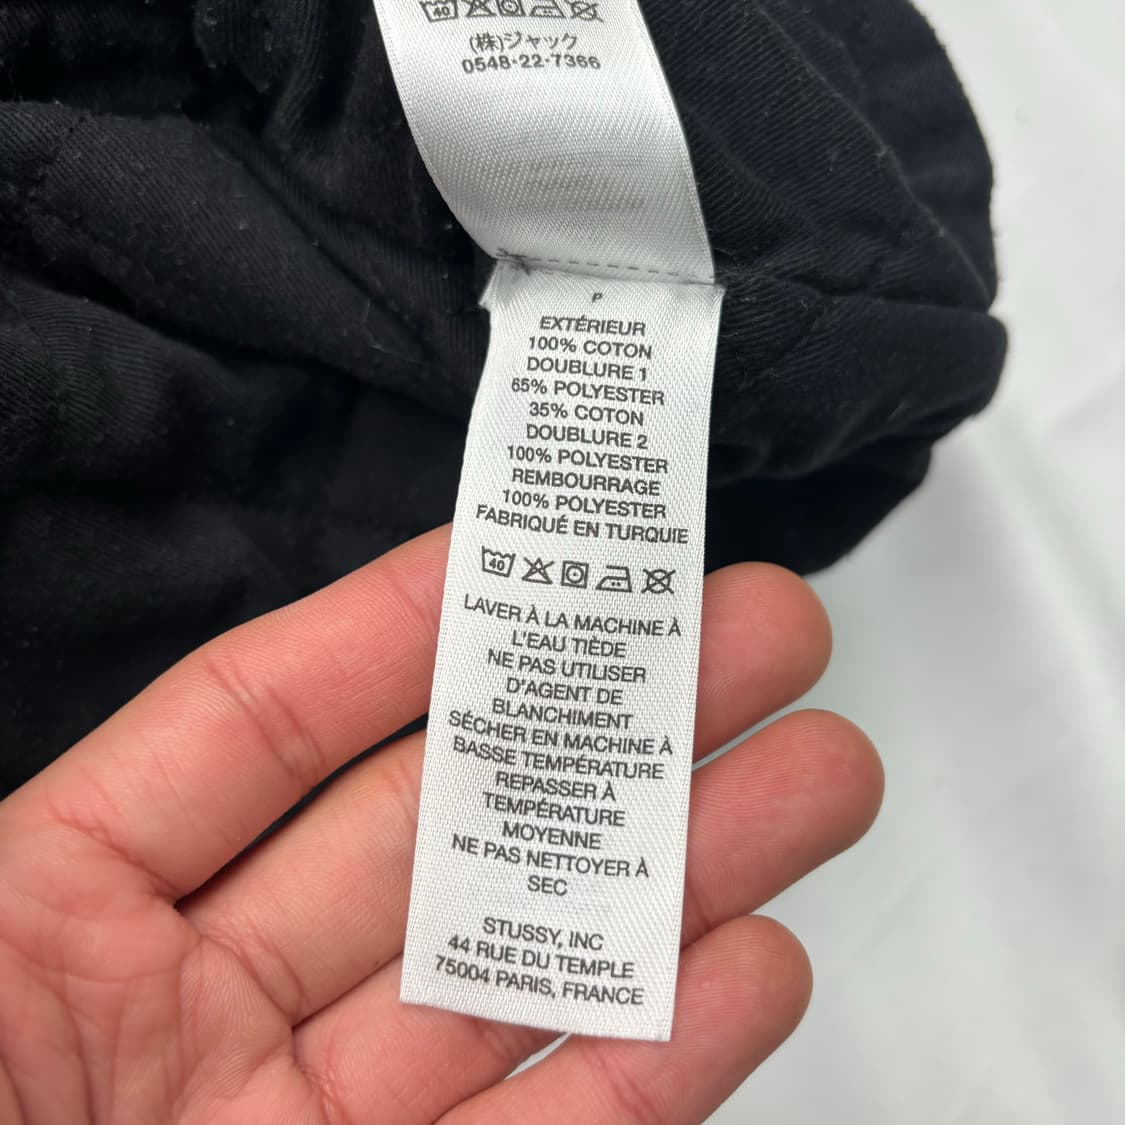 40
(株)ジャック
0548-22-7366
P
EXTÉRIEUR
100% COTON
DOUBLURE 1
65% POLYESTER
35% COTON
DOUBLURE 2
100% POLYESTER
REMBOURRAGE
100% POLYESTER
FABRIQUÉ EN TURQUIE
40
LAVER À LA MACHINE À
L'EAU TIÈDE
NE PAS UTILISER
D'AGENT DE
BLANCHIMENT
SÉCHER EN MACHINE À
BASSE TEMPÉRATURE
REPASSER À
TEMPÉRATURE
MOYENNE
NE PAS NETTOYER À
SEC
STUSSY, INC
44 RUE DU TEMPLE
75004 PARIS, FRANCE